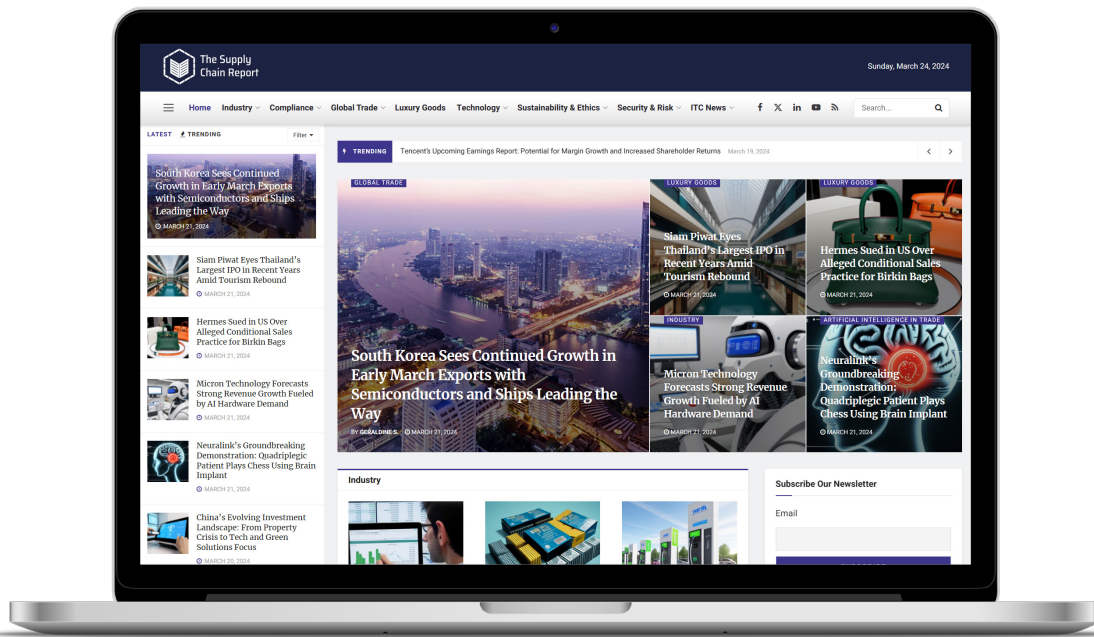 The Supply
Chain Report
Sunday, March 24, 2024
Home Industry Compliance Global Trade Luxury Goods Technology Sustainability & Ethics Security & Risk ITC News
Search...
LATEST TRENDING Filter
South Korea Sees Continued
Growth in Early March Exports
with Semiconductors and Ships
Leading the Way
MARCH 21, 2024
Siam Piwat Eyes Thailand's
Largest IPO in Recent Years
Amid Tourism Rebound
MARCH 21, 2024
Hermes Sued in US Over
Alleged Conditional Sales
Practice for Birkin Bags
MARCH 21, 2024
Micron Technology Forecasts
Strong Revenue Growth Fueled
by AI Hardware Demand
MARCH 21, 2024
Neuralink's Groundbreaking
Demonstration: Quadriplegic
Patient Plays Chess Using Brain
Implant
MARCH 21, 2024
China's Evolving Investment
Landscape: From Property
Crisis to Tech and Green
Solutions Focus
MARCH 20, 2024
TRENDING Tencent's Upcoming Earnings Report: Potential for Margin Growth and Increased Shareholder Returns March 19, 2024
GLOBAL TRADE
South Korea Sees Continued Growth in
Early March Exports with
Semiconductors and Ships Leading the
Way
BY GERALDINE S. MARCH 21, 2024
LUXURY GOODS
Siam Piwat Eyes
Thailand's Largest IPO in
Recent Years Amid
Tourism Rebound
MARCH 21, 2024
LUXURY GOODS
Hermes Sued in US Over
Alleged Conditional Sales
Practice for Birkin Bags
MARCH 21, 2024
INDUSTRY
Micron Technology
Forecasts Strong Revenue
Growth Fueled by AI
Hardware Demand
MARCH 21, 2024
ARTIFICIAL INTELLIGENCE IN TRADE
Neuralink's
Groundbreaking
Demonstration:
Quadriplegic Patient Plays
Chess Using Brain Implant
MARCH 21, 2024
Industry
Subscribe Our Newsletter
Email